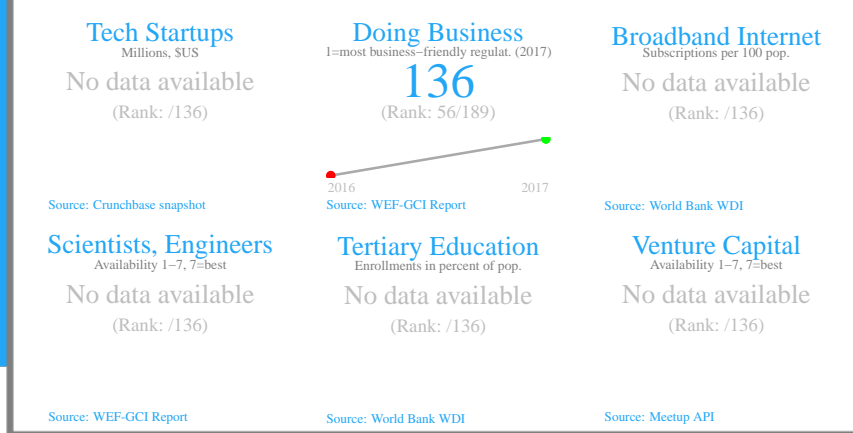 Tech Startups
Millions, $US
No data available
(Rank: /136)
Source: Crunchbase snapshot
Doing Business
1=most business−friendly regulat. (2017)
136
(Rank: 56/189)
2016 2017
Source: WEF-GCI Report
Broadband Internet
Subscriptions per 100 pop.
No data available
(Rank: /136)
Source: World Bank WDI
Scientists, Engineers
Availability 1−7, 7=best
No data available
(Rank: /136)
Source: WEF-GCI Report
Tertiary Education
Enrollments in percent of pop.
No data available
(Rank: /136)
Source: World Bank WDI
Venture Capital
Availability 1−7, 7=best
No data available
(Rank: /136)
Source: Meetup API